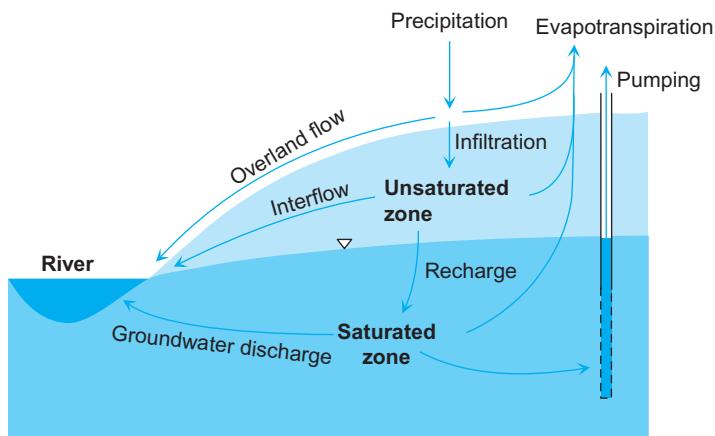 Precipitation
Evapotranspiration
Pumping
Overland flow
Infiltration
Interflow
Unsaturated
zone
River
Recharge
Groundwater discharge
Saturated
zone